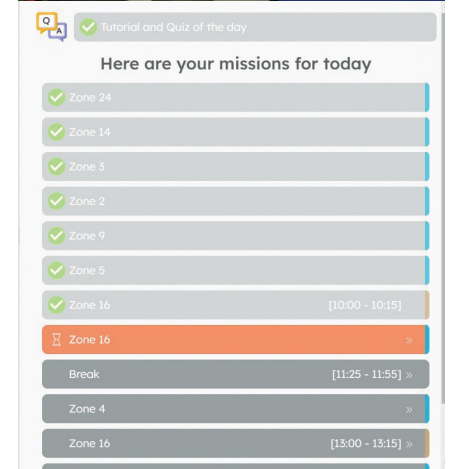 Q
A
Tutorial and Quiz of the day
Here are your missions for today
Zone 24
Zone 14
Zone 3
Zone 2
Zone 9
Zone 5
Zone 16 [10:00 - 10:15]
Zone 16 »
Break [11:25 - 11:55] »
Zone 4 »
Zone 16 [13:00 - 13:15] »